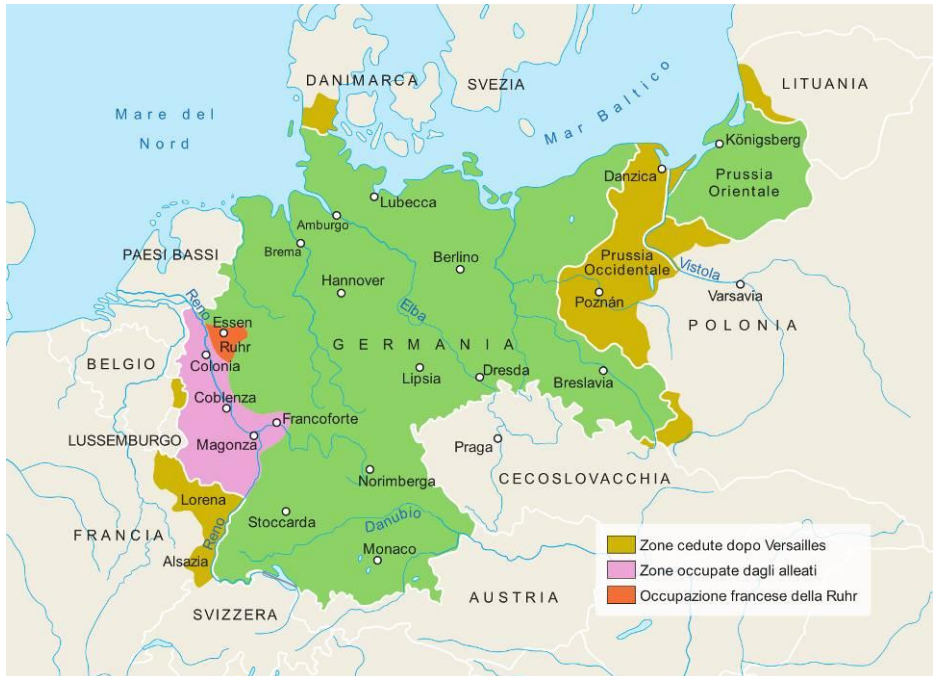 DANIMARCA
SVEZIA
LITUANIA
Mare del
Nord
Mar Baltico
Königsberg
Danzica
Prussia
Orientale
Lubecca
Amburgo
Brema
PAESI BASSI
Berlino
Prussia
Occidentale
Vistola
Hannover
Poznán
Varsavia
Reno
Elba
Essen
Ruhr
GERMANIA
POLONIA
BELGIO
Colonia
Lipsia
Dresda
Breslavia
Coblenza
Francoforte
LUSSEMBURGO
Magonza
Praga
CECOSLOVACCHIA
Norimberga
Lorena
Stoccarda
Danubio
FRANCIA
Reno
Alsazia
Monaco
SVIZZERA
AUSTRIA
Zone cedute dopo Versailles
Zone occupate dagli alleati
Occupazione francese della Ruhr